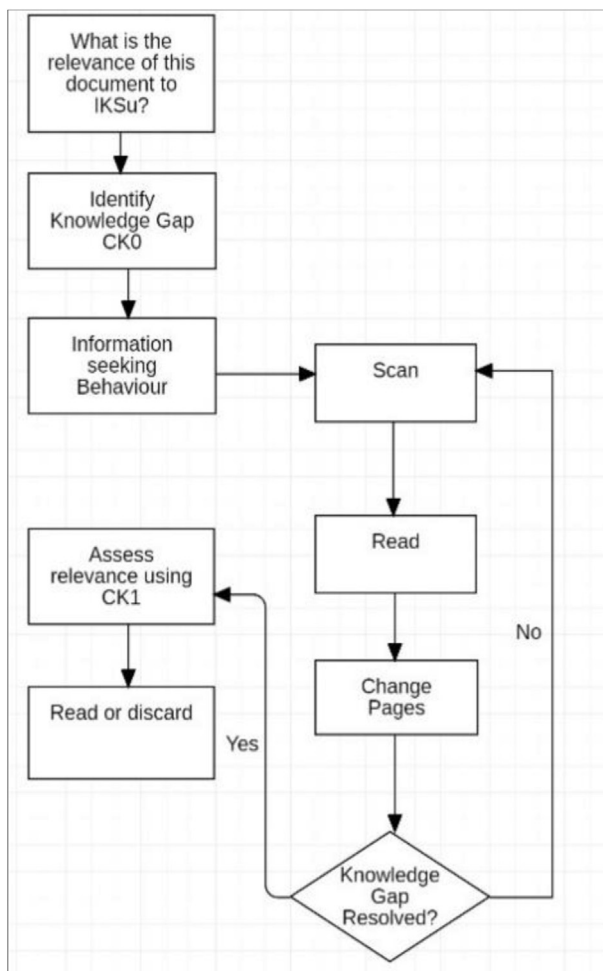 What is the
relevance of this
document to
IKSu?
Identify
Knowledge Gap
CK0
Information
seeking
Behaviour
Scan
Read
Change
Pages
Knowledge
Gap
Resolved?
No
Yes
Assess
relevance using
CK1
Read or discard